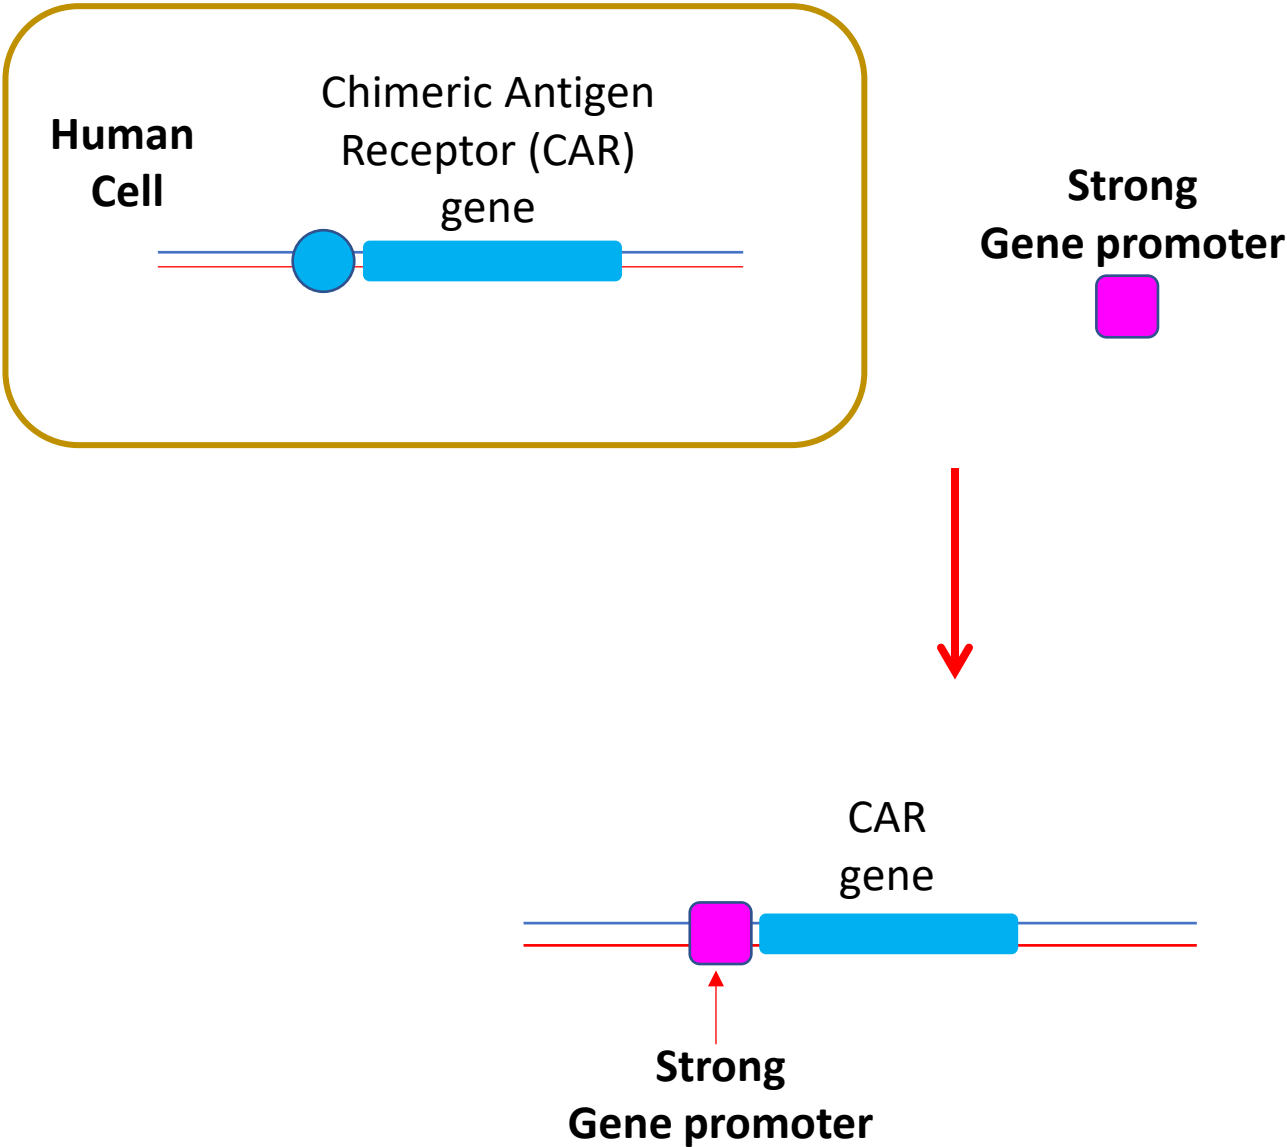 Human
Cell
Chimeric Antigen
Receptor (CAR)
gene
Strong
Gene promoter
CAR
gene
Strong
Gene promoter